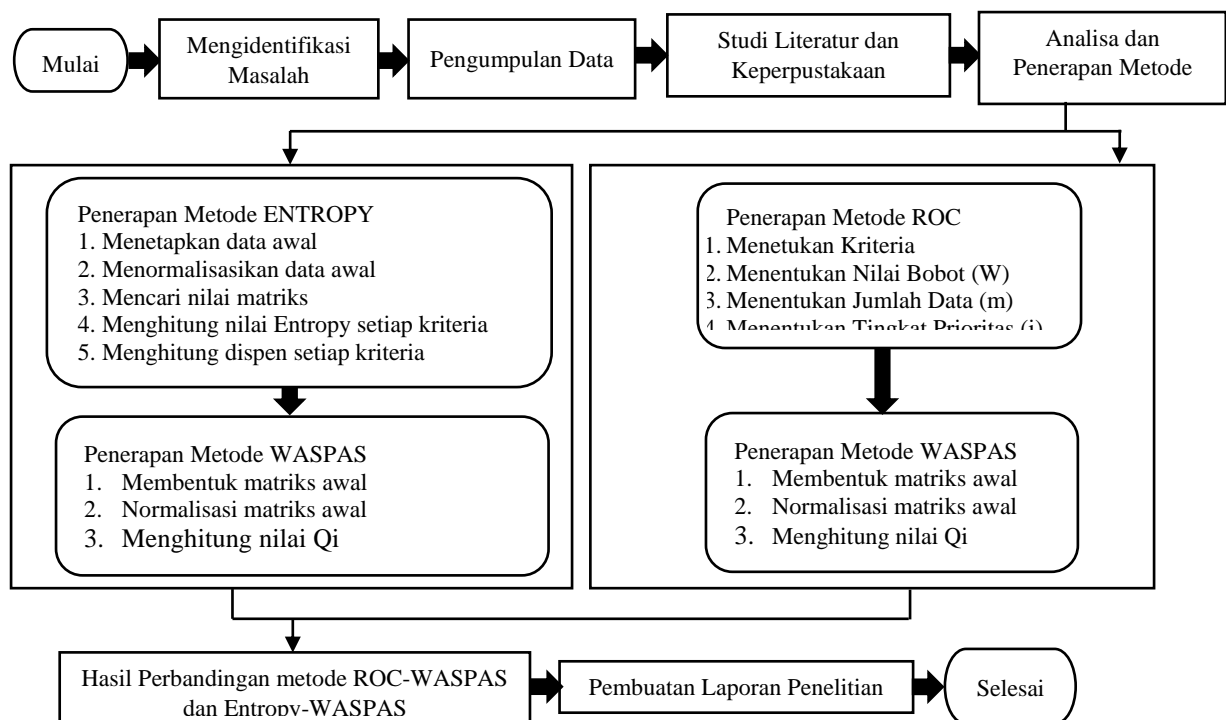 Mulai
Mengidentifikasi
Masalah
Pengumpulan Data
Studi Literatur dan
Keperpustakaan
Analisa dan
Penerapan Metode
Penerapan Metode ENTROPY
1. Menetapkan data awal
2. Menormalisasikan data awal
3. Mencari nilai matriks
4. Menghitung nilai Entropy setiap kriteria
5. Menghitung dispen setiap kriteria
Penerapan Metode WASPAS
1. Membentuk matriks awal
2. Normalisasi matriks awal
3. Menghitung nilai Qi
Penerapan Metode ROC
1. Menetukan Kriteria
2. Menentukan Nilai Bobot (W)
3. Menentukan Jumlah Data (m)
4. Menentukan Tingkat Prioritas (i)
Penerapan Metode WASPAS
1. Membentuk matriks awal
2. Normalisasi matriks awal
3. Menghitung nilai Qi
Hasil Perbandingan metode ROC-WASPAS
dan Entropy-WASPAS
Pembuatan Laporan Penelitian
Selesai